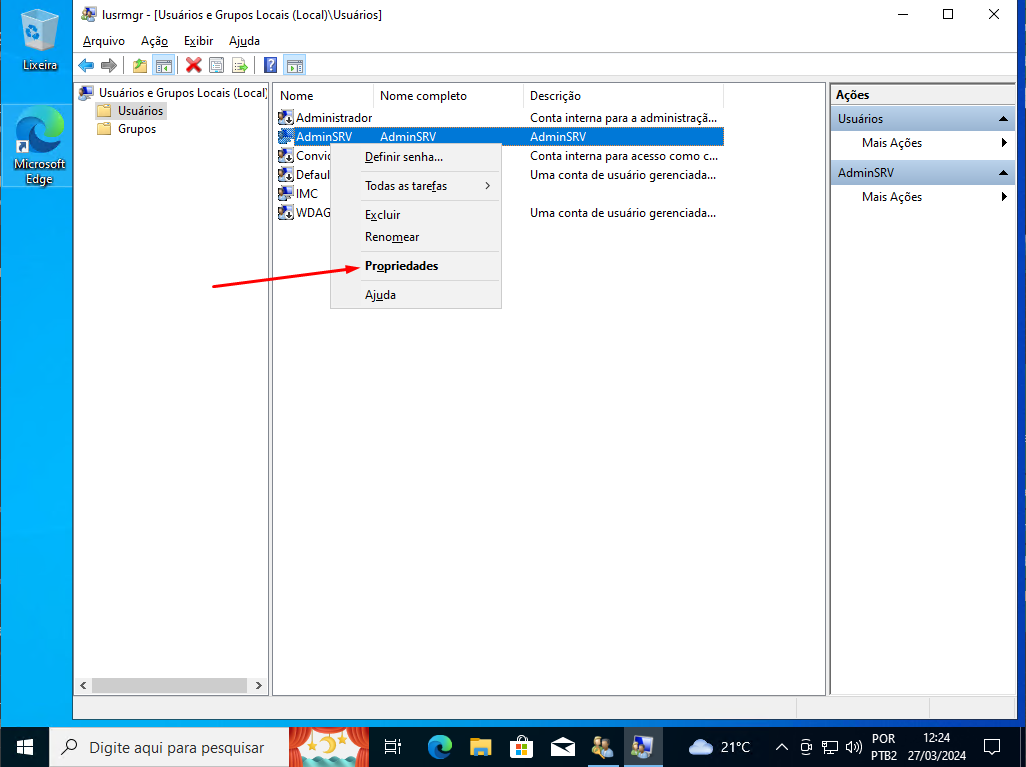 Lixeira
Microsoft
Edge
lusrmgr - [Usuários e Grupos Locais (Local)\Usuários]
Arquivo Ação Exibir Ajuda
Usuários e Grupos Locais (Local)
Usuários
Grupos
Nome Nome completo Descrição
Administrador Conta interna para a administraçã...
AdminSRV AdminSRV AdminSRV
Convic Conta interna para acesso como c...
Defaul Uma conta de usuário gerenciada...
IMC
WDAG Uma conta de usuário gerenciada...
Definir senha...
Todas as tarefas
Excluir
Renomear
Propriedades
Ajuda
Ações
Usuários
Mais Ações
AdminSRV
Mais Ações
Digite aqui para pesquisar
21°C
POR
PTB2
12:24
27/03/2024